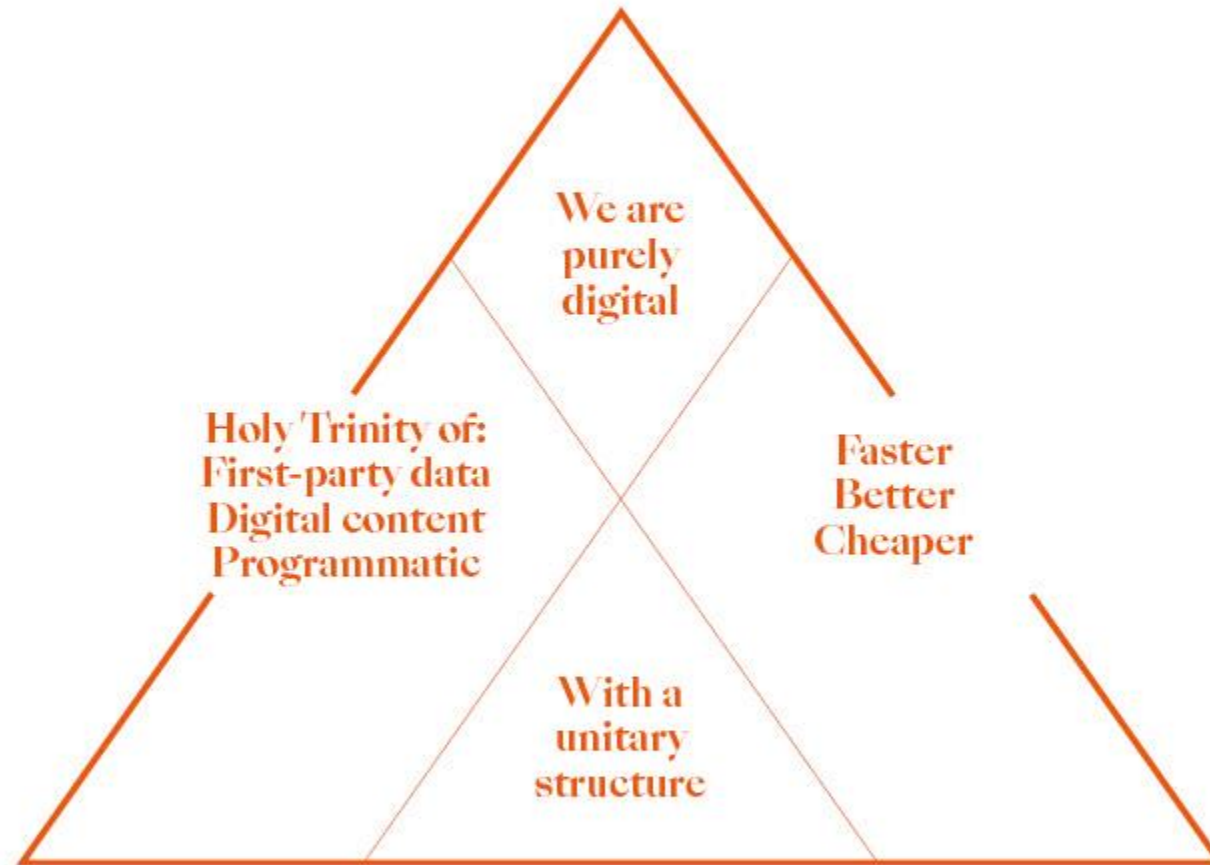 We are
purely
digital
Holy Trinity of:
First-party data
Digital content
Programmatic
Faster
Better
Cheaper
With a
unitary
structure